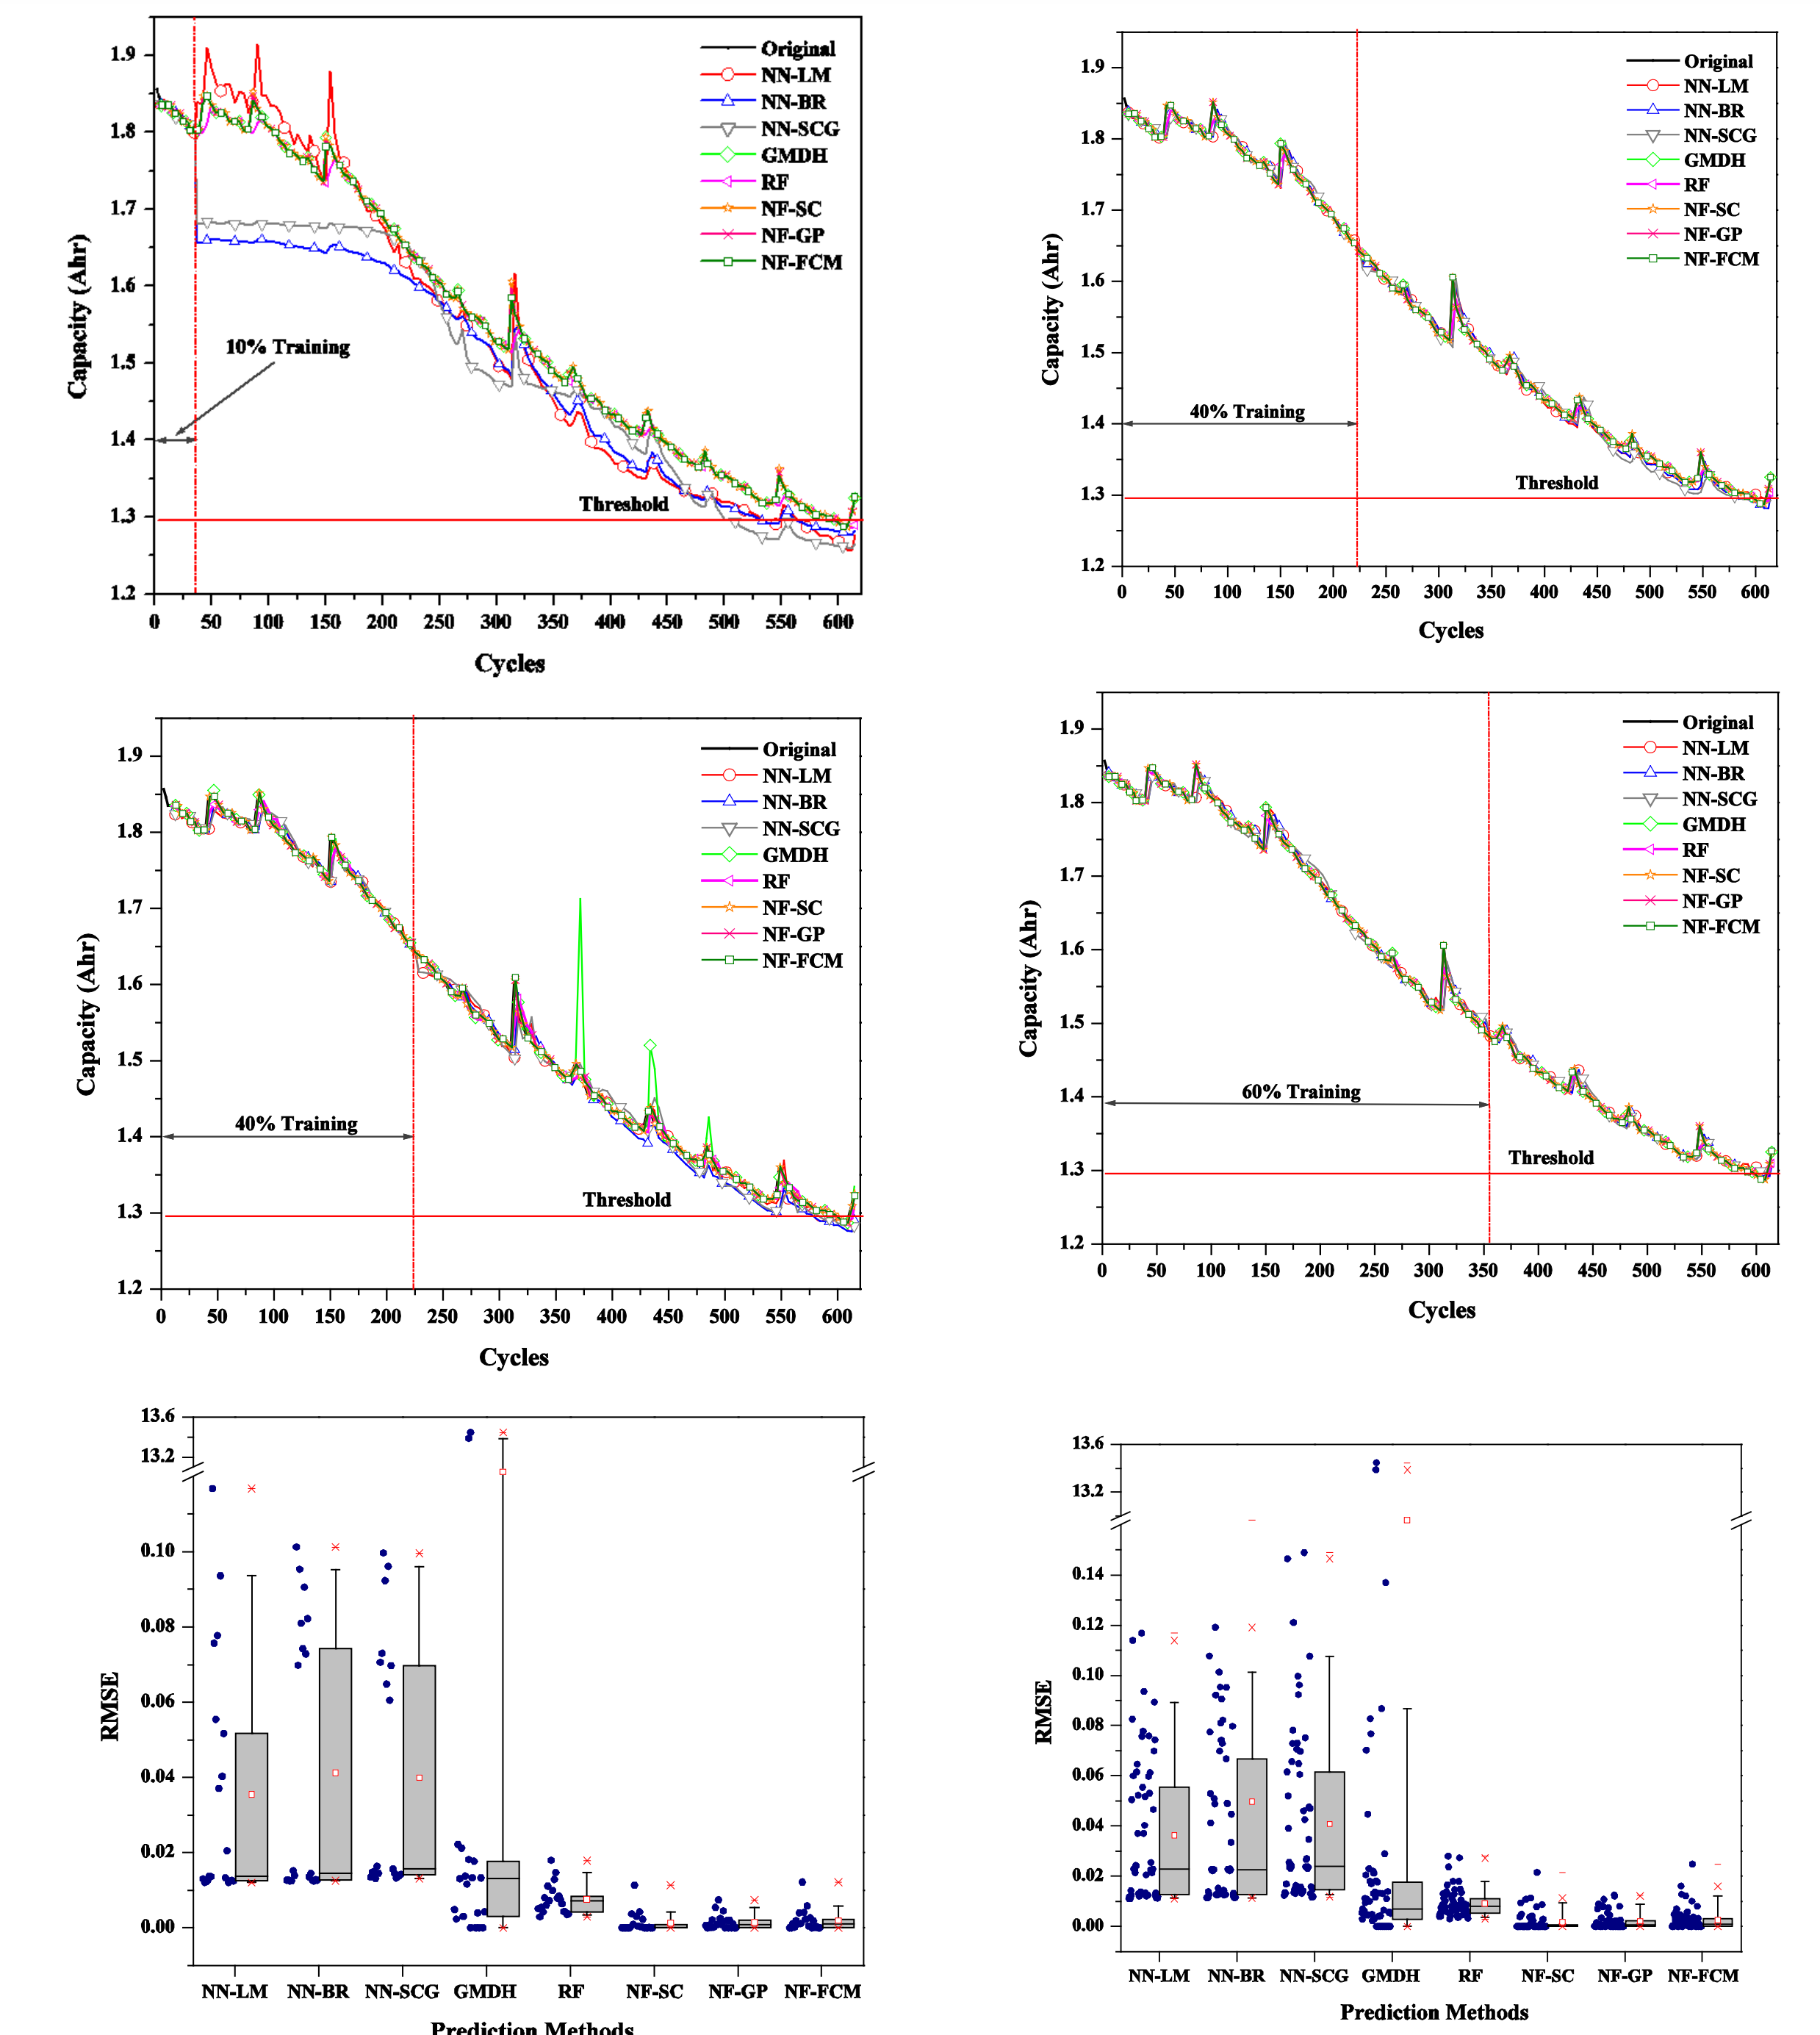 1.9
1.8
1.7
1.6
1.5
1.4
1.3
1.2
Capacity (Ahr)
Original
NN-LM
NN-BR
NN-SCG
GMDH
RF
NF-SC
NF-GP
NF-FCM
10% Training
Threshold
0 50 100 150 200 250 300 350 400 450 500 550 600
Cycles
1.9
1.8
1.7
1.6
1.5
1.4
1.3
1.2
Capacity (Ahr)
Original
NN-LM
NN-BR
NN-SCG
GMDH
RF
NF-SC
NF-GP
NF-FCM
40% Training
Threshold
0 50 100 150 200 250 300 350 400 450 500 550 600
Cycles
1.9
1.8
1.7
1.6
1.5
1.4
1.3
1.2
Capacity (Ahr)
Original
NN-LM
NN-BR
NN-SCG
GMDH
RF
NF-SC
NF-GP
NF-FCM
40% Training
Threshold
0 50 100 150 200 250 300 350 400 450 500 550 600
Cycles
1.9
1.8
1.7
1.6
1.5
1.4
1.3
1.2
Capacity (Ahr)
Original
NN-LM
NN-BR
NN-SCG
GMDH
RF
NF-SC
NF-GP
NF-FCM
60% Training
Threshold
0 50 100 150 200 250 300 350 400 450 500 550 600
Cycles
13.6
13.2
0.10
0.08
0.06
0.04
0.02
0.00
RMSE
NN-LM NN-BR NN-SCG GMDH RF NF-SC NF-GP NF-FCM
Prediction Methods
13.6
13.2
0.14
0.12
0.10
0.08
0.06
0.04
0.02
0.00
RMSE
NN-LM NN-BR NN-SCG GMDH RF NF-SC NF-GP NF-FCM
Prediction Methods